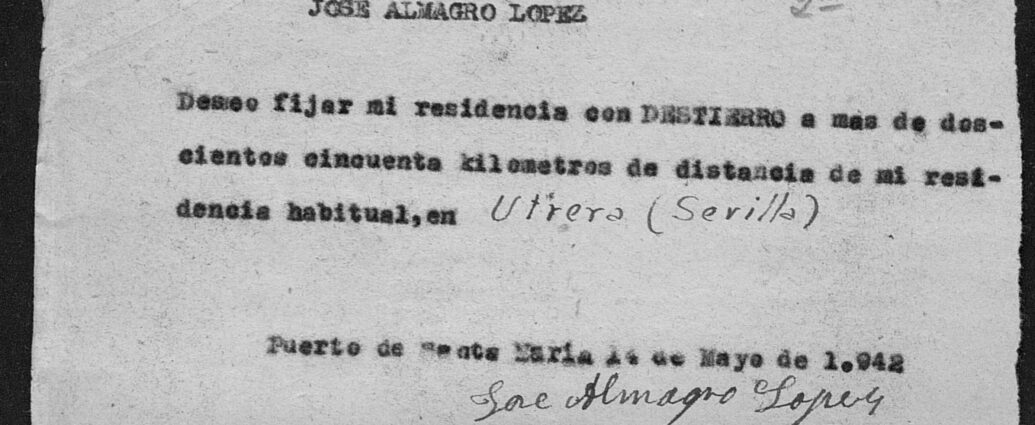 JOSE ALMAGRO LOPEZ
Deseo fijar mi residencia con DESTIERRO a mas de dos-
cientos cincuenta kilometros de distancia de mi resi-
dencia habitual,en Utrera (Sevilla)
Puerto de Santa Maria 14 de Mayo de 1.942
Jose Almagro Lopez